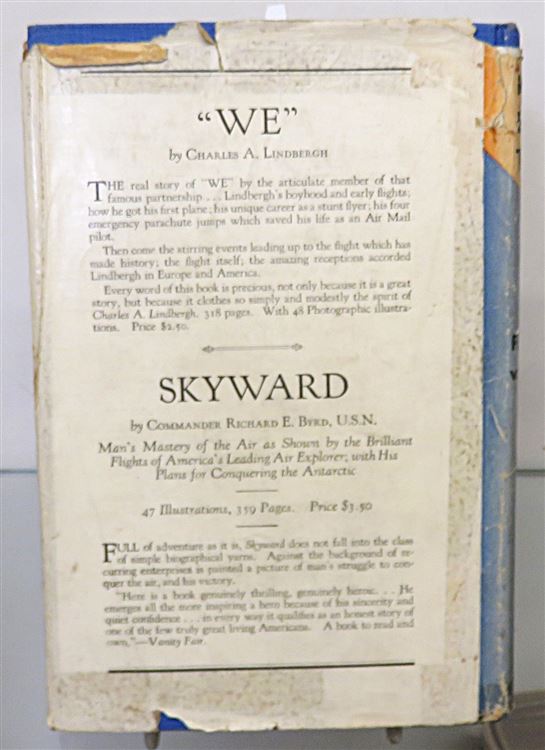 "WE"
by CHARLES A. LINDBERGH
THE real story of "WE" by the articulate member of that
famous partnership . . . Lindbergh's boyhood and early flights;
how he got his first plane; his unique career as a stunt flyer; his four
emergency parachute jumps which saved his life as an Air Mail
pilot.
Then come the stirring events leading up to the flight which has
made history; the flight itself; the amazing receptions accorded
Lindbergh in Europe and America.
Every word of this book is precious, not only because it is a great
story, but because it clothes so simply and modestly the spirit of
Charles A. Lindbergh. 318 pages. With 48 Photographic illustra-
tions. Price $2.50.
SKYWARD
by COMMANDER RICHARD E. BYRD, U.S.N.
Man's Mastery of the Air as Shown by the Brilliant
Flights of America's Leading Air Explorer; with His
Plans for Conquering the Antarctic
47 Illustrations, 359 Pages. Price $3.50
FULL of adventure as it is, Skyward does not fall into the class
of simple biographical yarns. Against the background of re-
curring enterprises is painted a picture of man's struggle to con-
quer the air, and his victory.
"Here is a book genuinely thrilling, genuinely heroic. . . He
emerges all the more inspiring a hero because of his sincerity and
quiet confidence . . . in every way it qualifies as an honest story of
one of the few truly great living Americans. A book to read and
own."—Vanity Fair.